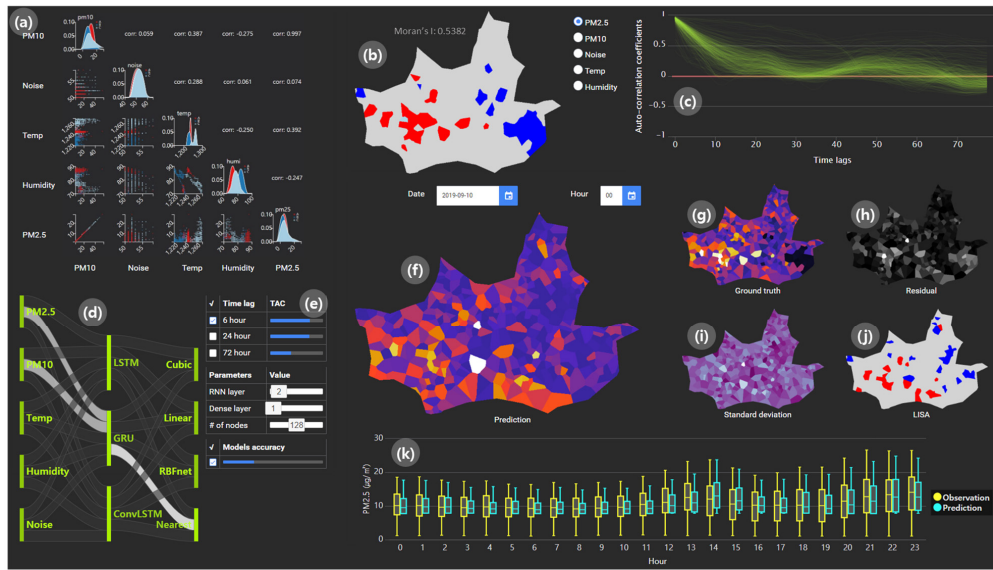 (a)
PM10
pm10
corr: 0.059
corr: 0.387
corr: -0.275
corr: 0.997
Noise
noise
corr: 0.288
corr: 0.061
corr: 0.074
Temp
temp
corr: -0.250
corr: 0.392
Humidity
humi
corr: -0.247
PM2.5
pm25
PM10 Noise Temp Humidity PM2.5
(b)
Moran's I: 0.5382
PM2.5
PM10
Noise
Temp
Humidity
Date 2019-09-10 Hour 00
(c)
Auto-correlation coefficients
1
0.5
0
−0.5
−1
0 10 20 30 40 50 60 70
Time lags
(d)
PM2.5
PM10
Temp
Humidity
Noise
LSTM
GRU
ConvLSTM
Cubic
Linear
RBFnet
(e)
√ Time lag TAC
6 hour
24 hour
72 hour
Parameters Value
RNN layer 2
Dense layer 1
# of nodes 128
√ Models accuracy
(f)
Prediction
(g)
Ground truth
(h)
Residual
(i)
Standard deviation
(j)
LISA
(k)
PM2.5 (μg/m³)
30
20
10
0
0 1 2 3 4 5 6 7 8 9 10 11 12 13 14 15 16 17 18 19 20 21 22 23
Hour
Observation
Prediction